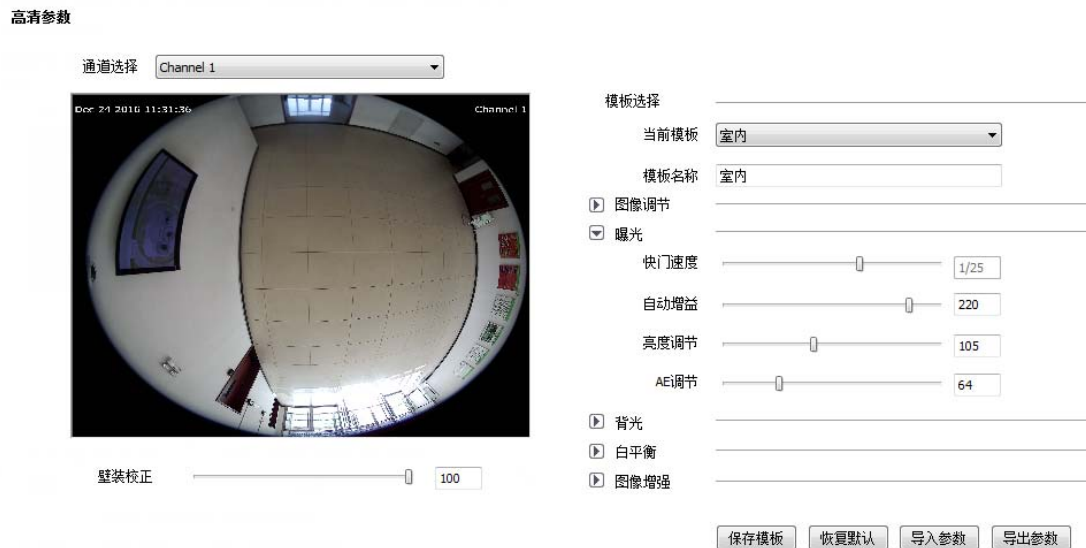 高清参数
通道选择 Channel 1
Dec 24 2016 11:31:36 Channel 1
壁装校正 100
模板选择
当前模板 室内
模板名称 室内
图像调节
曝光
快门速度 1/25
自动增益 220
亮度调节 105
AE调节 64
背光
白平衡
图像增强
保存模板 恢复默认 导入参数 导出参数